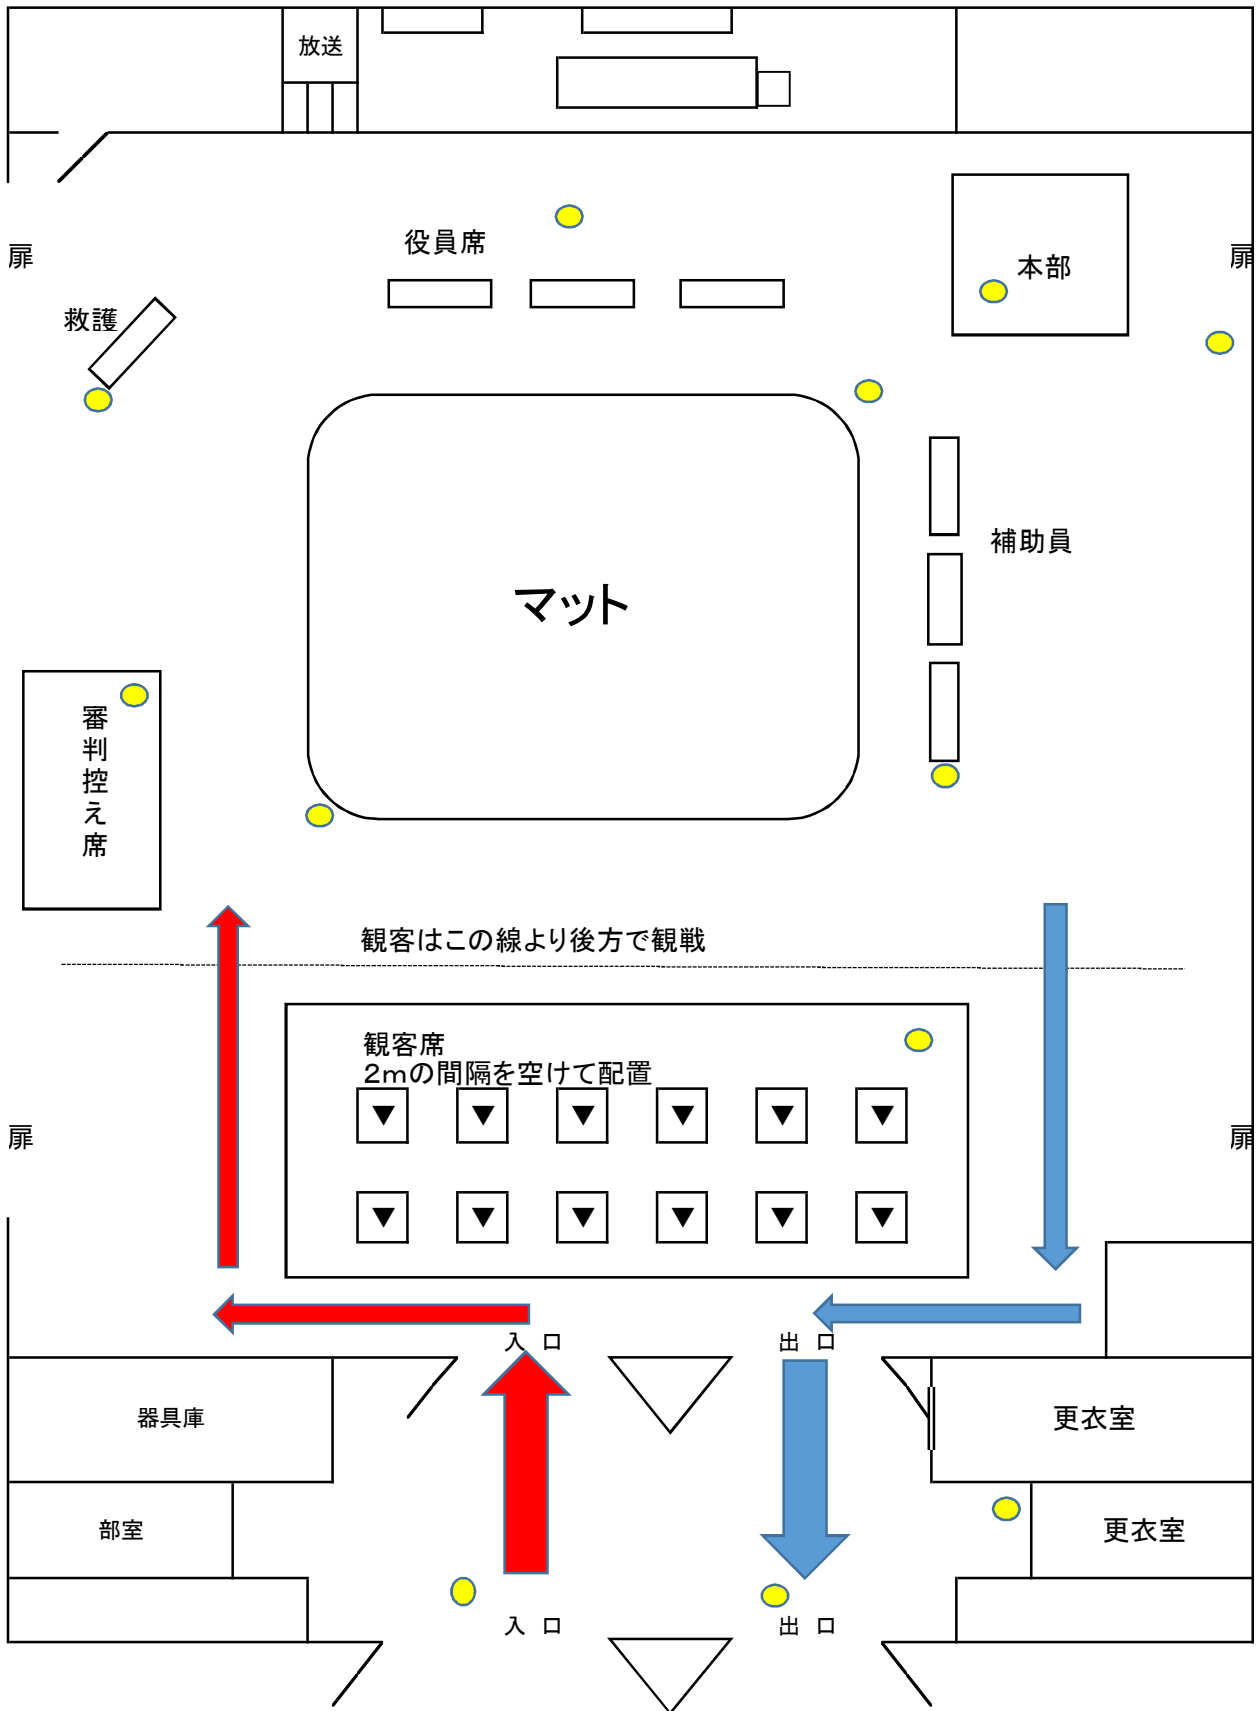 放送
役員席
扉
本部
扉
救護
補助員
マット
審判控え席
観客はこの線より後方で観戦
観客席
2mの間隔を空けて配置
▼ ▼ ▼ ▼ ▼ ▼
扉
扉
▼ ▼ ▼ ▼ ▼ ▼
入 口
出 口
器具庫
更衣室
部室
更衣室
入 口
出 口